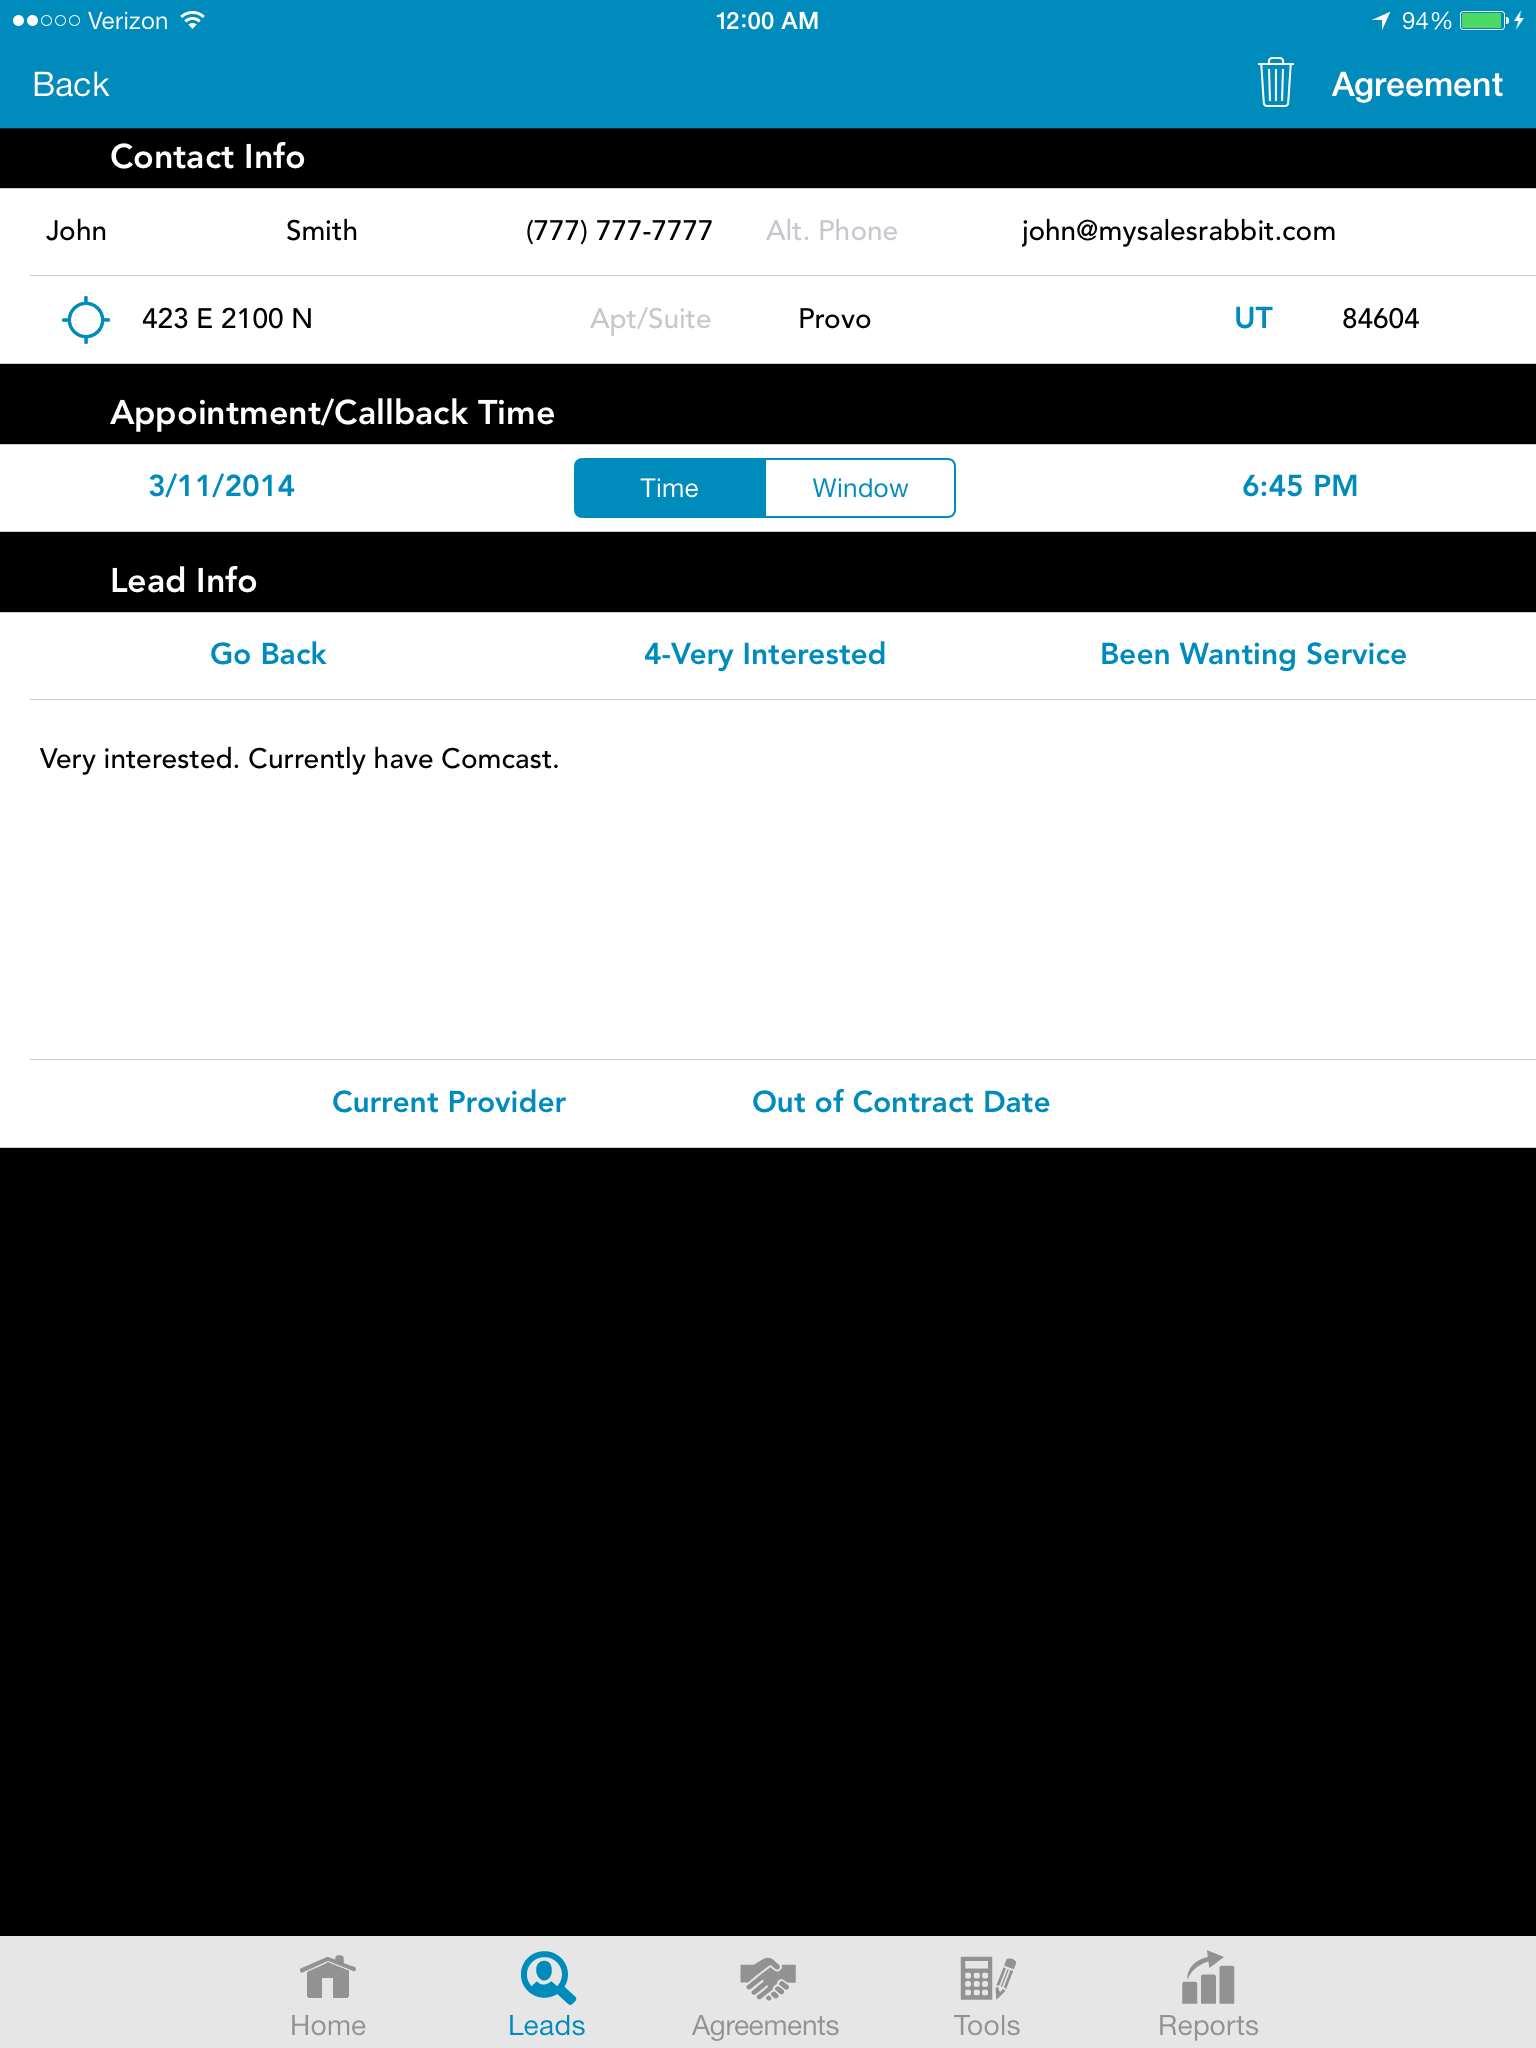 Verizon 12:00 AM 94%
Back Agreement
Contact Info
John Smith (777) 777-7777 Alt. Phone john@mysalesrabbit.com
423 E 2100 N Apt/Suite Provo UT 84604
Appointment/Callback Time
3/11/2014 Time Window 6:45 PM
Lead Info
Go Back 4-Very Interested Been Wanting Service
Very interested. Currently have Comcast.
Current Provider Out of Contract Date
Home Leads Agreements Tools Reports